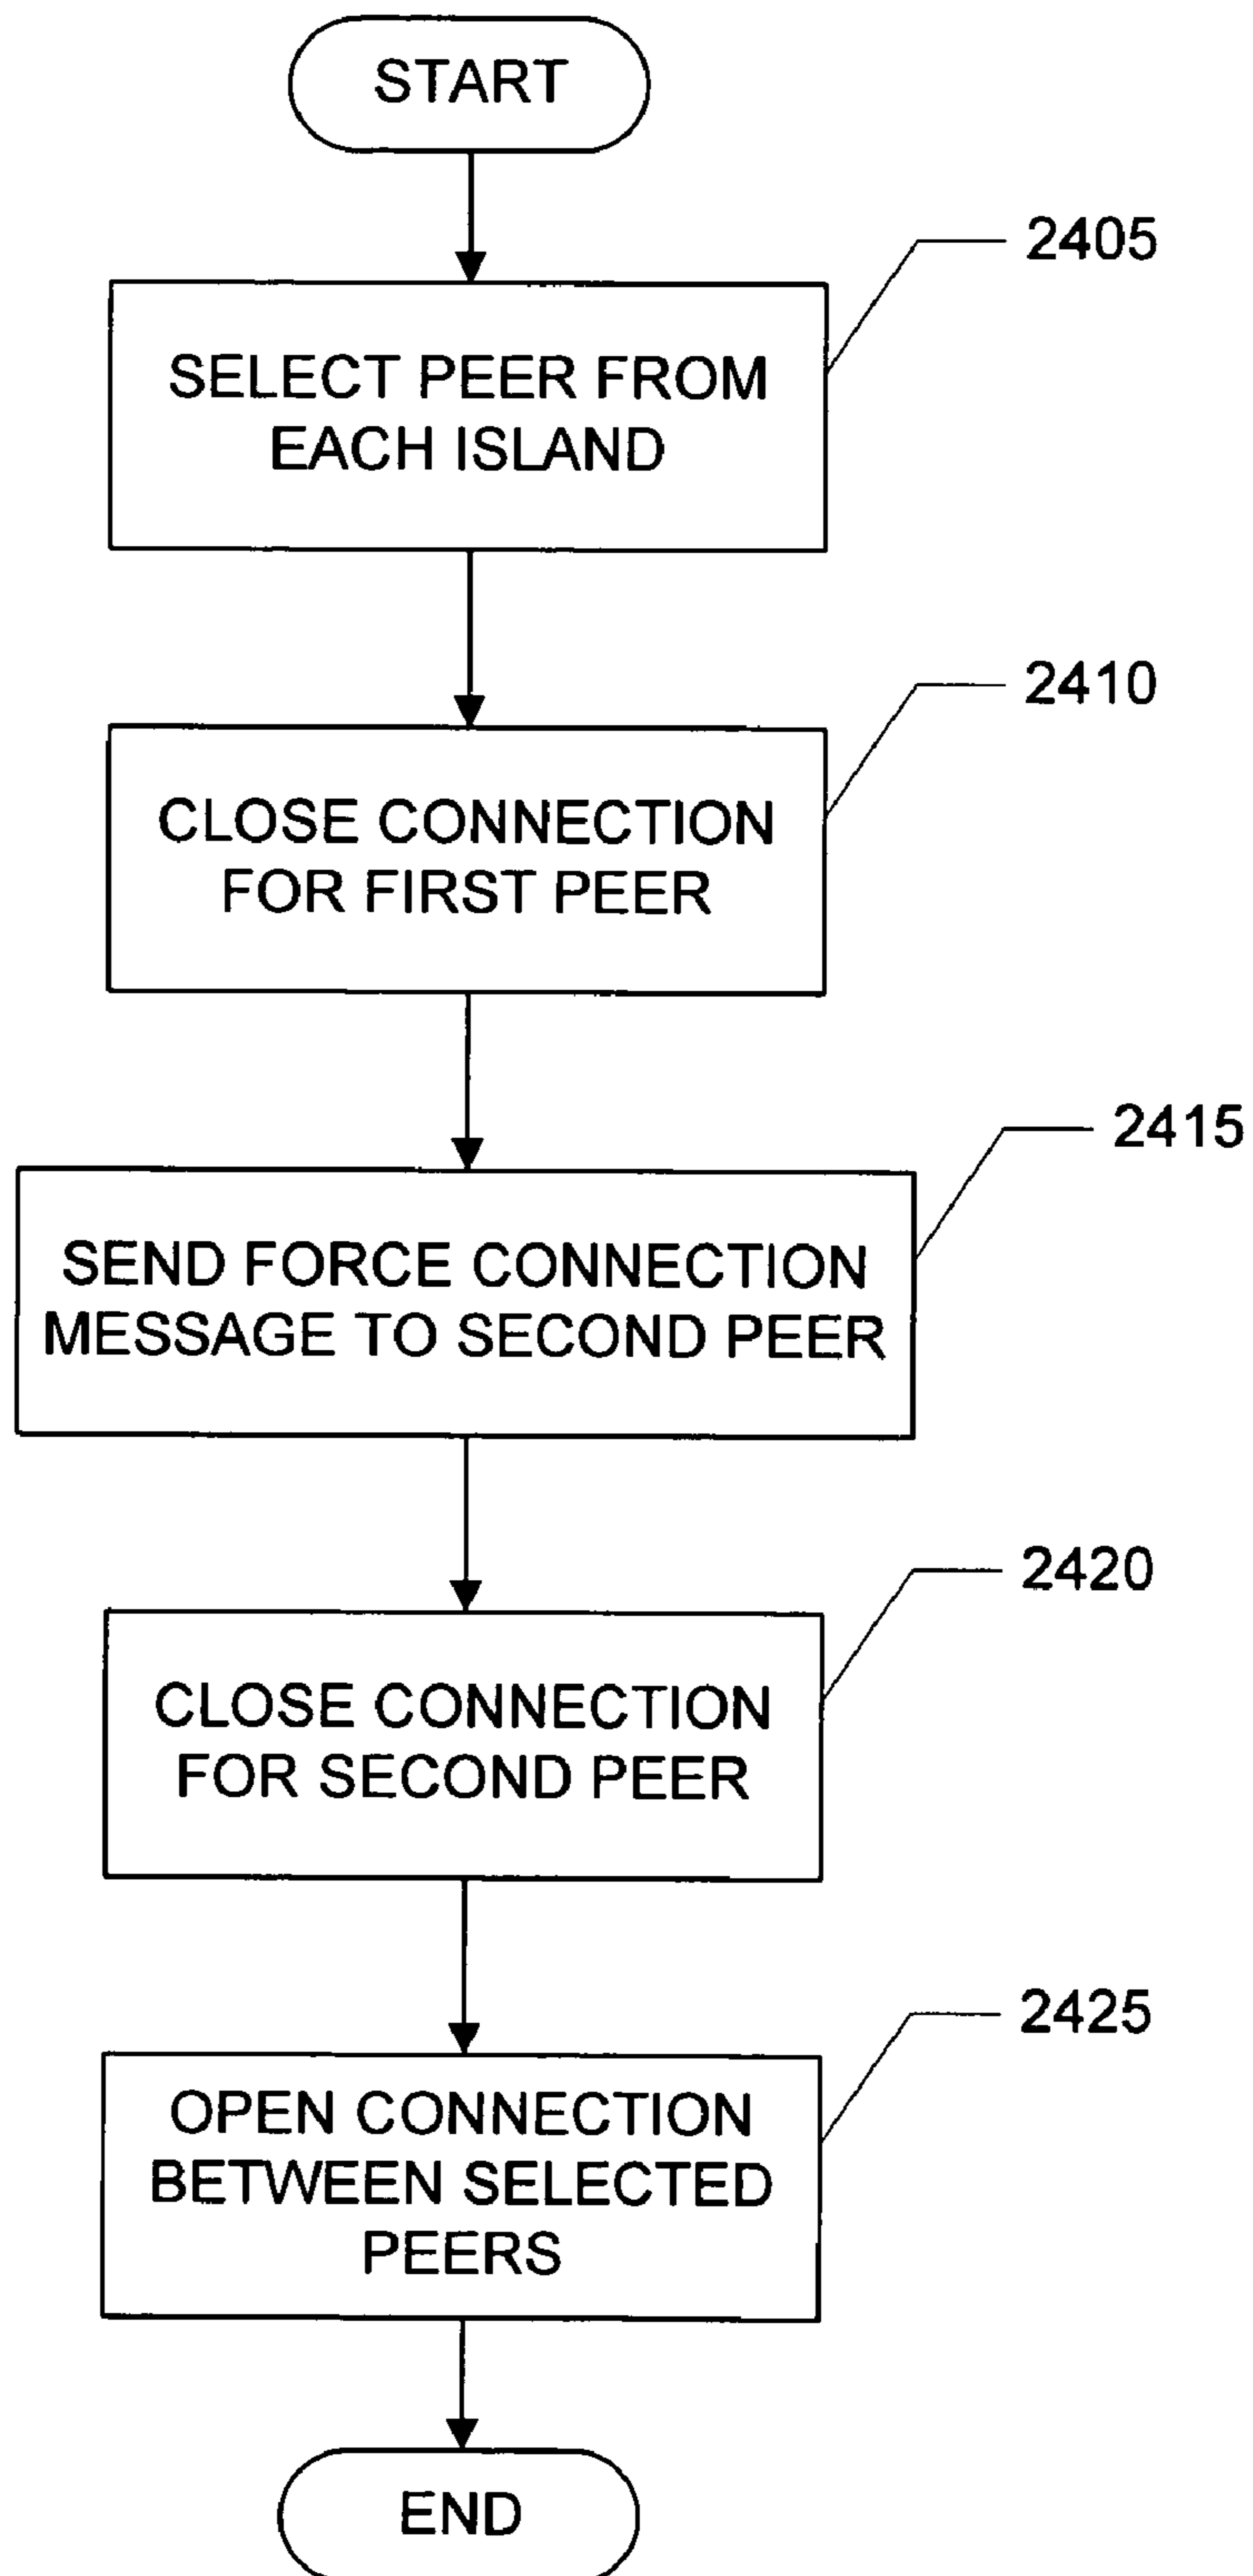 START
2405
SELECT PEER FROM
EACH ISLAND
2410
CLOSE CONNECTION
FOR FIRST PEER
2415
SEND FORCE CONNECTION
MESSAGE TO SECOND PEER
2420
CLOSE CONNECTION
FOR SECOND PEER
2425
OPEN CONNECTION
BETWEEN SELECTED
PEERS
END